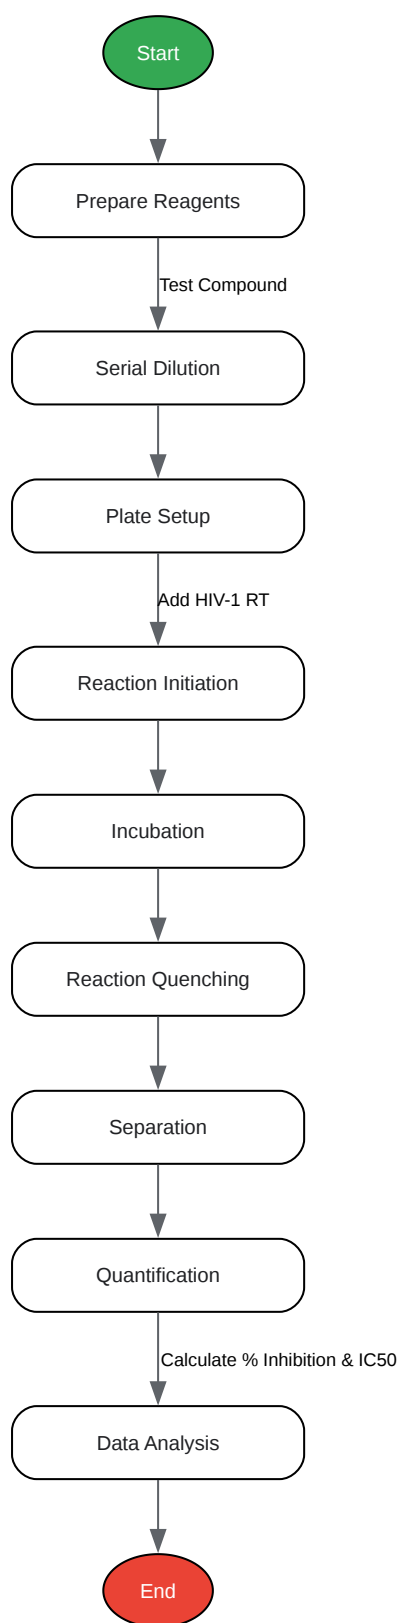 Start
Prepare Reagents
Test Compound
Serial Dilution
Plate Setup
Add HIV-1 RT
Reaction Initiation
Incubation
Reaction Quenching
Separation
Quantification
Calculate % Inhibition & IC50
Data Analysis
End